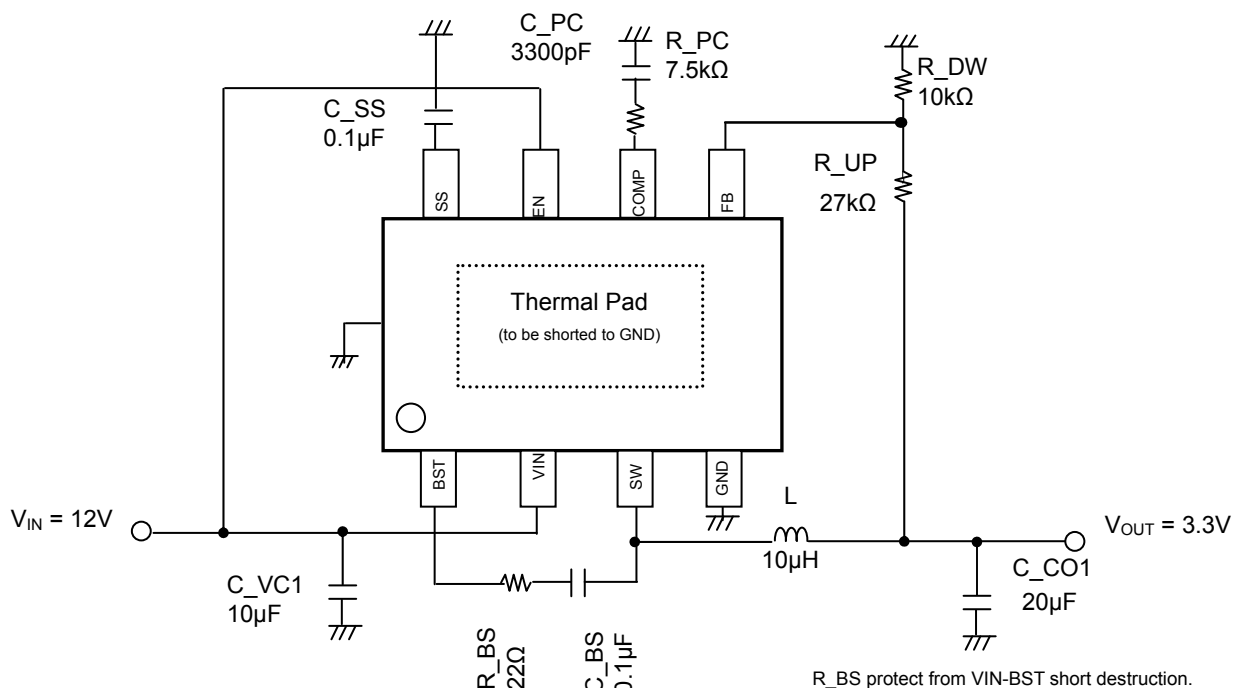 C_PC
3300pF
R_PC
7.5kΩ
R_DW
10kΩ
C_SS
0.1µF
R_UP
27kΩ
SS
EN
COMP
FB
Thermal Pad
(to be shorted to GND)
BST
VIN
SW
GND
L
10µH
VIN = 12V
VOUT = 3.3V
C_VC1
10µF
C_CO1
20µF
R_BS
22Ω
C_BS
0.1µF
R_BS protect from VIN-BST short destruction.